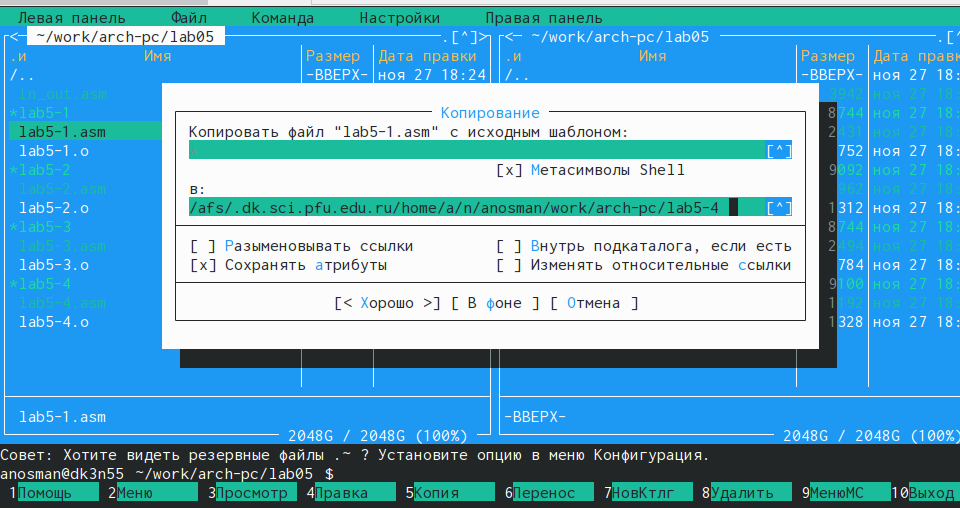 Левая панель Файл Команда Настройки Правая панель
<- ~/work/arch-pc/lab05 .[^]> <- ~/work/arch-pc/lab05 .[^
.и Имя Размер Дата правки .и Имя Размер Дата правк
/.. -ВВЕРХ- ноя 27 18:24 /.. -ВВЕРХ- ноя 27 18:
in_out.asm 3942 ноя 27 18:
*lab5-1 8744 ноя 27 18:
lab5-1.asm 2431 ноя 27 18:
lab5-1.o 752 ноя 27 18:
*lab5-2 9092 ноя 27 18:
lab5-2.asm 962 ноя 27 18:
lab5-2.o 1312 ноя 27 18:
*lab5-3 8744 ноя 27 18:
lab5-3.asm 2494 ноя 27 18:
lab5-3.o 784 ноя 27 18:
*lab5-4 9100 ноя 27 18:
lab5-4.asm 1192 ноя 27 18:
lab5-4.o 1328 ноя 27 18:
Копирование
Копировать файл "lab5-1.asm" с исходным шаблоном:
[^]
[x] Метасимволы Shell
в:
/afs/.dk.sci.pfu.edu.ru/home/a/n/anosman/work/arch-pc/lab5-4 [^]
[ ] Разыменовывать ссылки [ ] Внутрь подкаталога, если есть
[x] Сохранять атрибуты [ ] Изменять относительные ссылки
[< Хорошо >] [ В фоне ] [ Отмена ]
lab5-1.asm -ВВЕРХ-
2048G / 2048G (100%) 2048G / 2048G (100%)
Совет: Хотите видеть резервные файлы .~ ? Установите опцию в меню Конфигурация.
anosman@dk3n55 ~/work/arch-pc/lab05 $
1Помощь 2Меню 3Просмотр 4Правка 5Копия 6Перенос 7НовКтлг 8Удалить 9МенюМС 10Выход